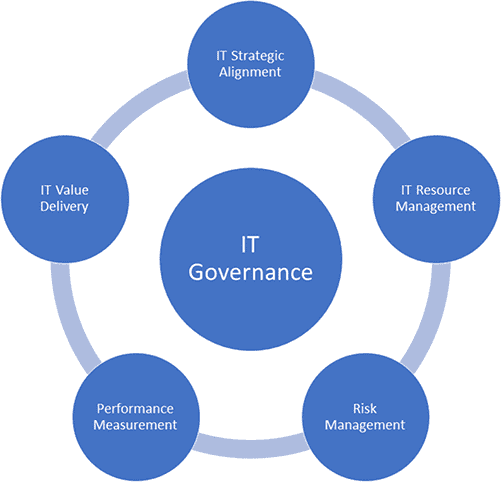 IT Strategic
Alignment
IT Value
Delivery
IT Resource
Management
IT
Governance
Performance
Measurement
Risk
Management